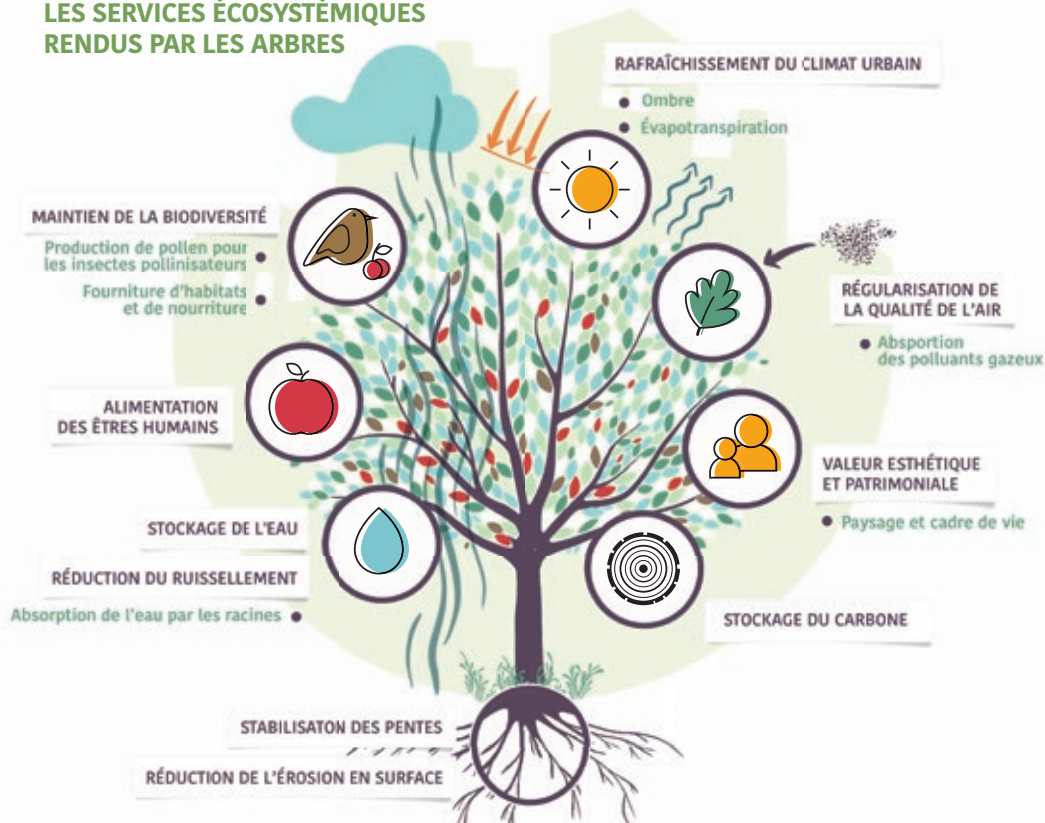 LES SERVICES ÉCOSYSTÉMIQUES
RENDUS PAR LES ARBRES
RAFRAÎCHISSEMENT DU CLIMAT URBAIN
Ombre
Évapotranspiration
MAINTIEN DE LA BIODIVERSITÉ
Production de pollen pour
les insectes pollinisateurs
Fourniture d'habitats
et de nourriture
RÉGULARISATION DE
LA QUALITÉ DE L'AIR
Absportion
des polluants gazeux
ALIMENTATION
DES ÊTRES HUMAINS
VALEUR ESTHÉTIQUE
ET PATRIMONIALE
Paysage et cadre de vie
STOCKAGE DE L'EAU
RÉDUCTION DU RUISSELLEMENT
Absorption de l'eau par les racines
STOCKAGE DU CARBONE
STABILISATON DES PENTES
RÉDUCTION DE L'ÉROSION EN SURFACE